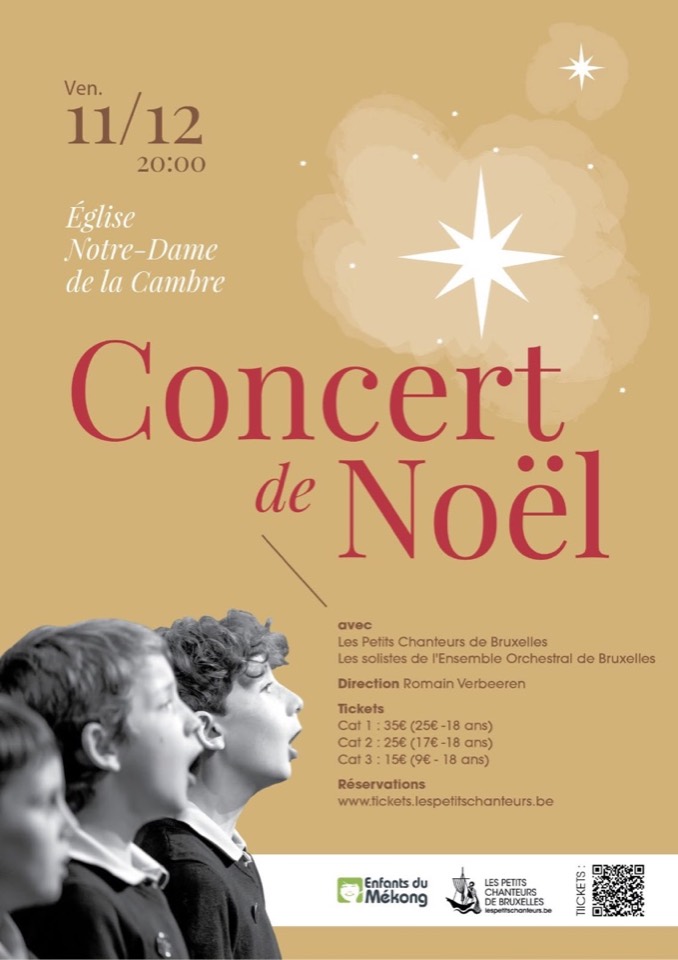 Ven.
11/12
20:00
Église
Notre-Dame
de la Cambre
Concert
de Noël
avec
Les Petits Chanteurs de Bruxelles
Les solistes de l'Ensemble Orchestral de Bruxelles
Direction Romain Verbeeren
Tickets
Cat 1 : 35€ (25€ -18 ans)
Cat 2 : 25€ (17€ -18 ans)
Cat 3 : 15€ (9€ - 18 ans)
Réservations
www.tickets.lespetitschanteurs.be
Enfants du
Mékong
LES PETITS
CHANTEURS
DE BRUXELLES
lespetitschanteurs.be
TIICKETS :